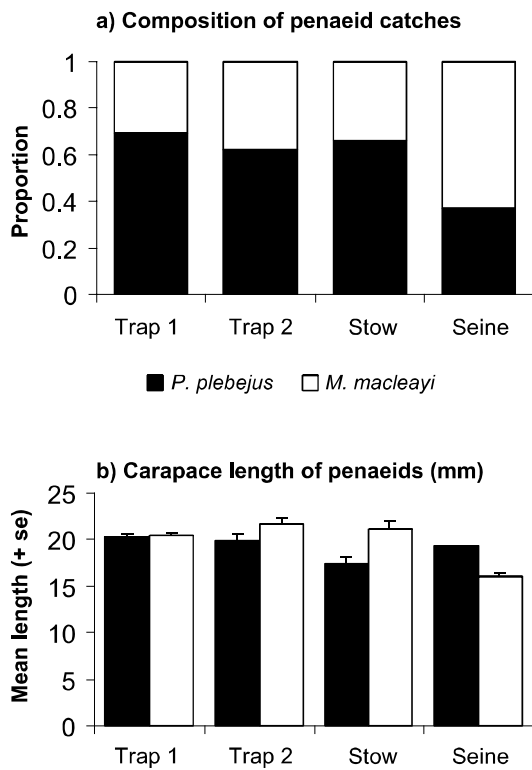 a) Composition of penaeid catches
Proportion
1
0.8
0.6
0.4
0.2
0
Trap 1 Trap 2 Stow Seine
P. plebejus M. macleayi
b) Carapace length of penaeids (mm)
Mean length (+ se)
25
20
15
10
5
0
Trap 1 Trap 2 Stow Seine